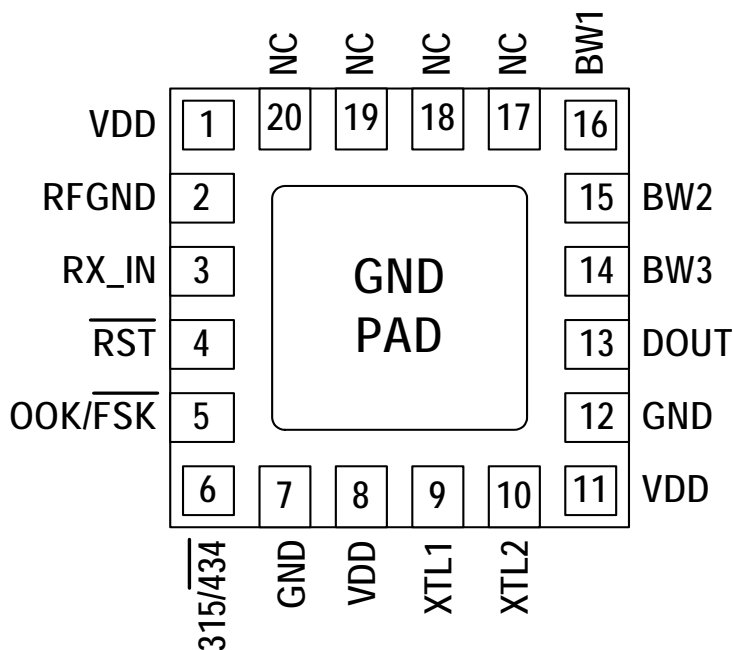 NC
NC
NC
NC
BW1
VDD
1
20
19
18
17
16
RFGND
2
15
BW2
RX_IN
3
GND
14
BW3
RST
4
PAD
13
DOUT
OOK/FSK
5
12
GND
6
7
8
9
10
11
VDD
315/434
GND
VDD
XTL1
XTL2